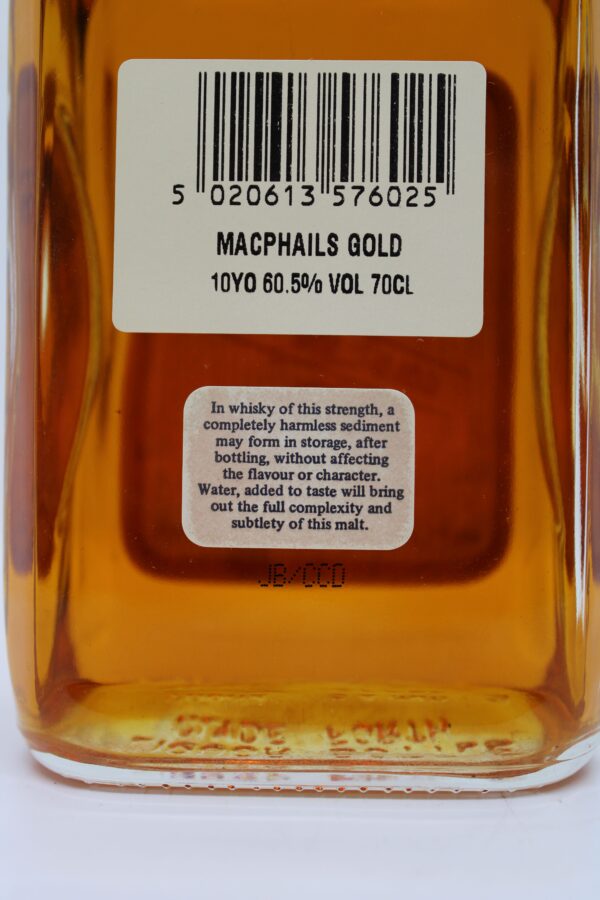 5 020613 576025
MACPHAILS GOLD
10YO 60.5% VOL 70CL
In whisky of this strength, a
completely harmless sediment
may form in storage, after
bottling, without affecting
the flavour or character.
Water, added to taste will bring
out the full complexity and
subtlety of this malt.
JB/CCD